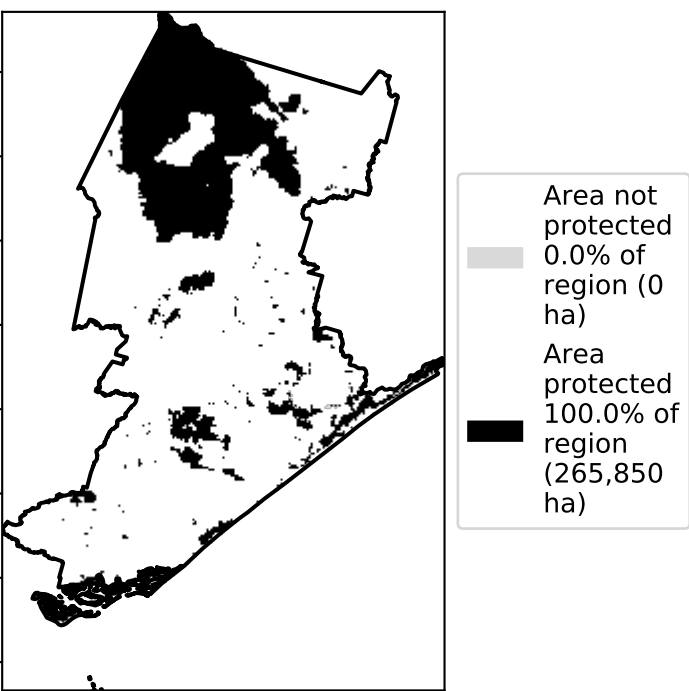 Area not
protected
0.0% of
region (0
ha)
Area
protected
100.0% of
region
(265,850
ha)